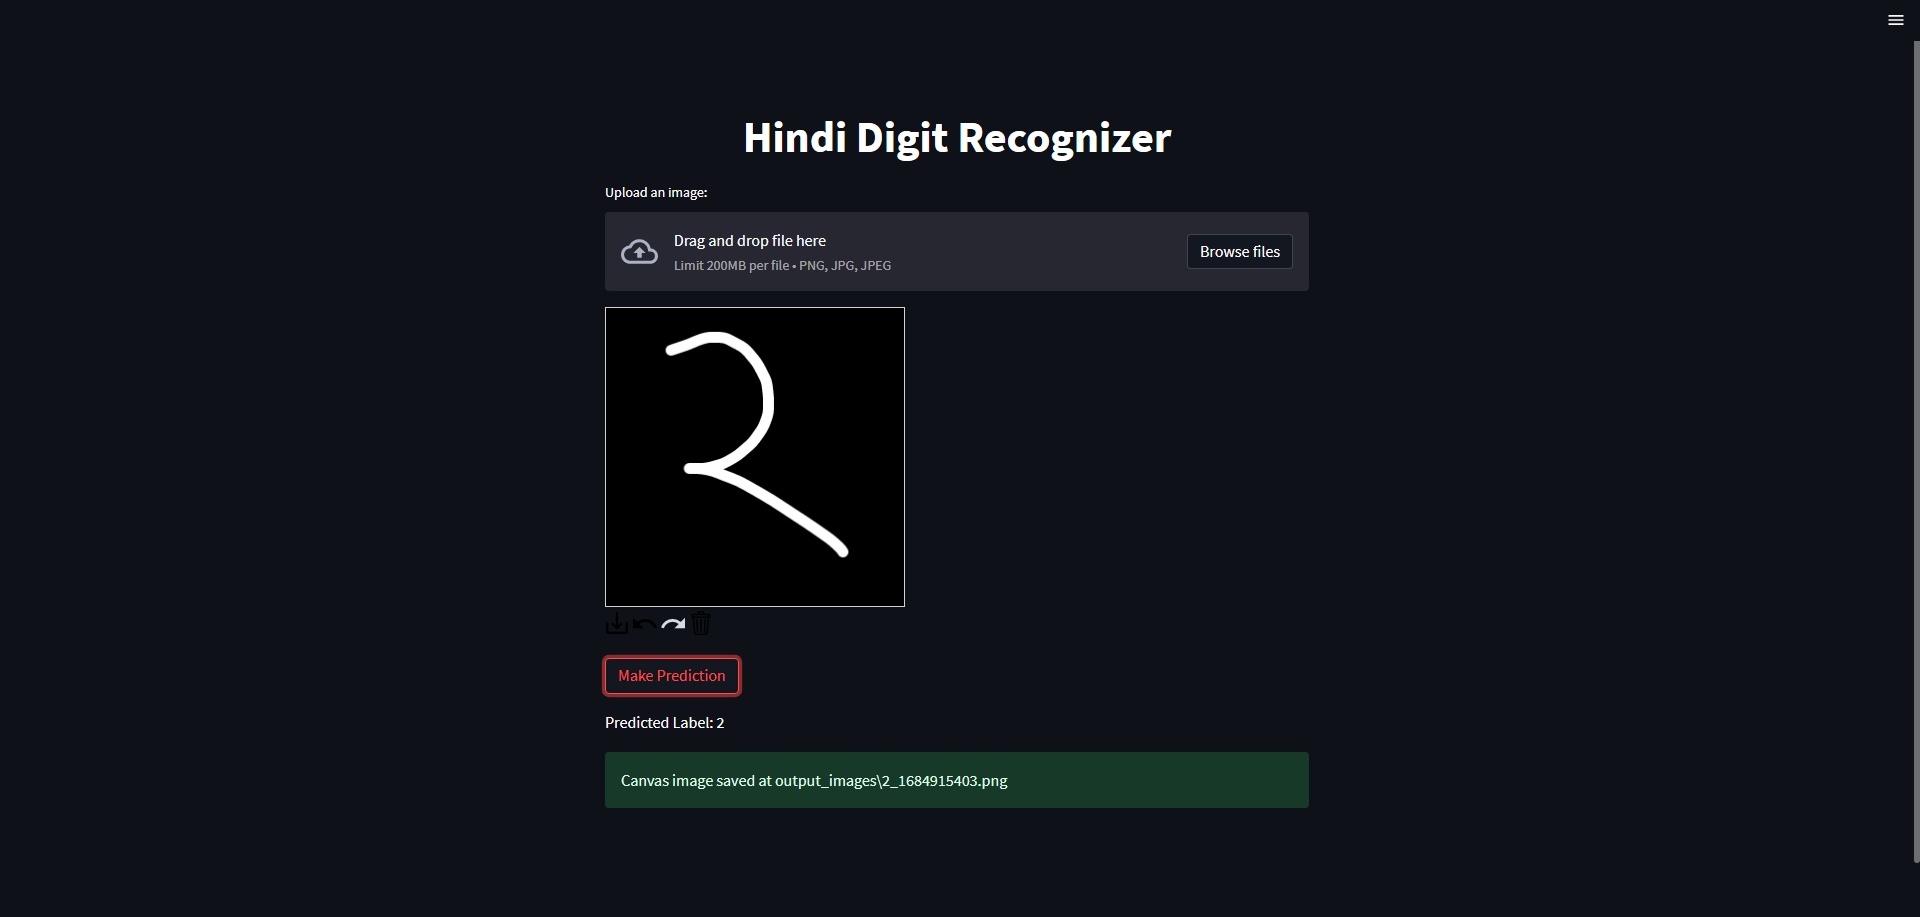 Hindi Digit Recognizer
Upload an image:
Drag and drop file here
Limit 200MB per file • PNG, JPG, JPEG
Browse files
२
Make Prediction
Predicted Label: 2
Canvas image saved at output_images\2_1684915403.png